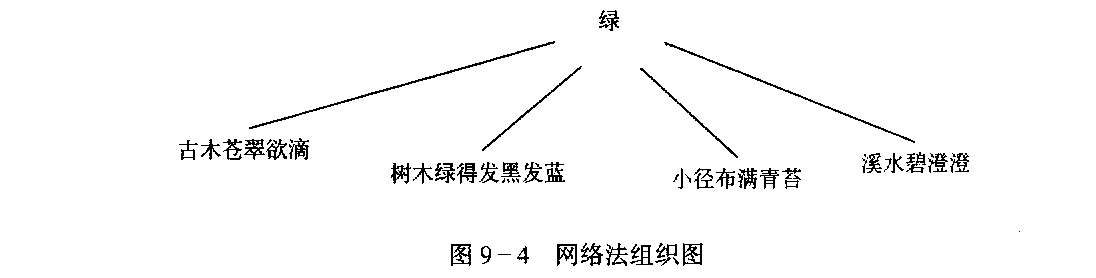 绿
古木苍翠欲滴
树木绿得发黑发蓝
小径布满青苔
溪水碧澄澄
图 9-4 网络法组织图